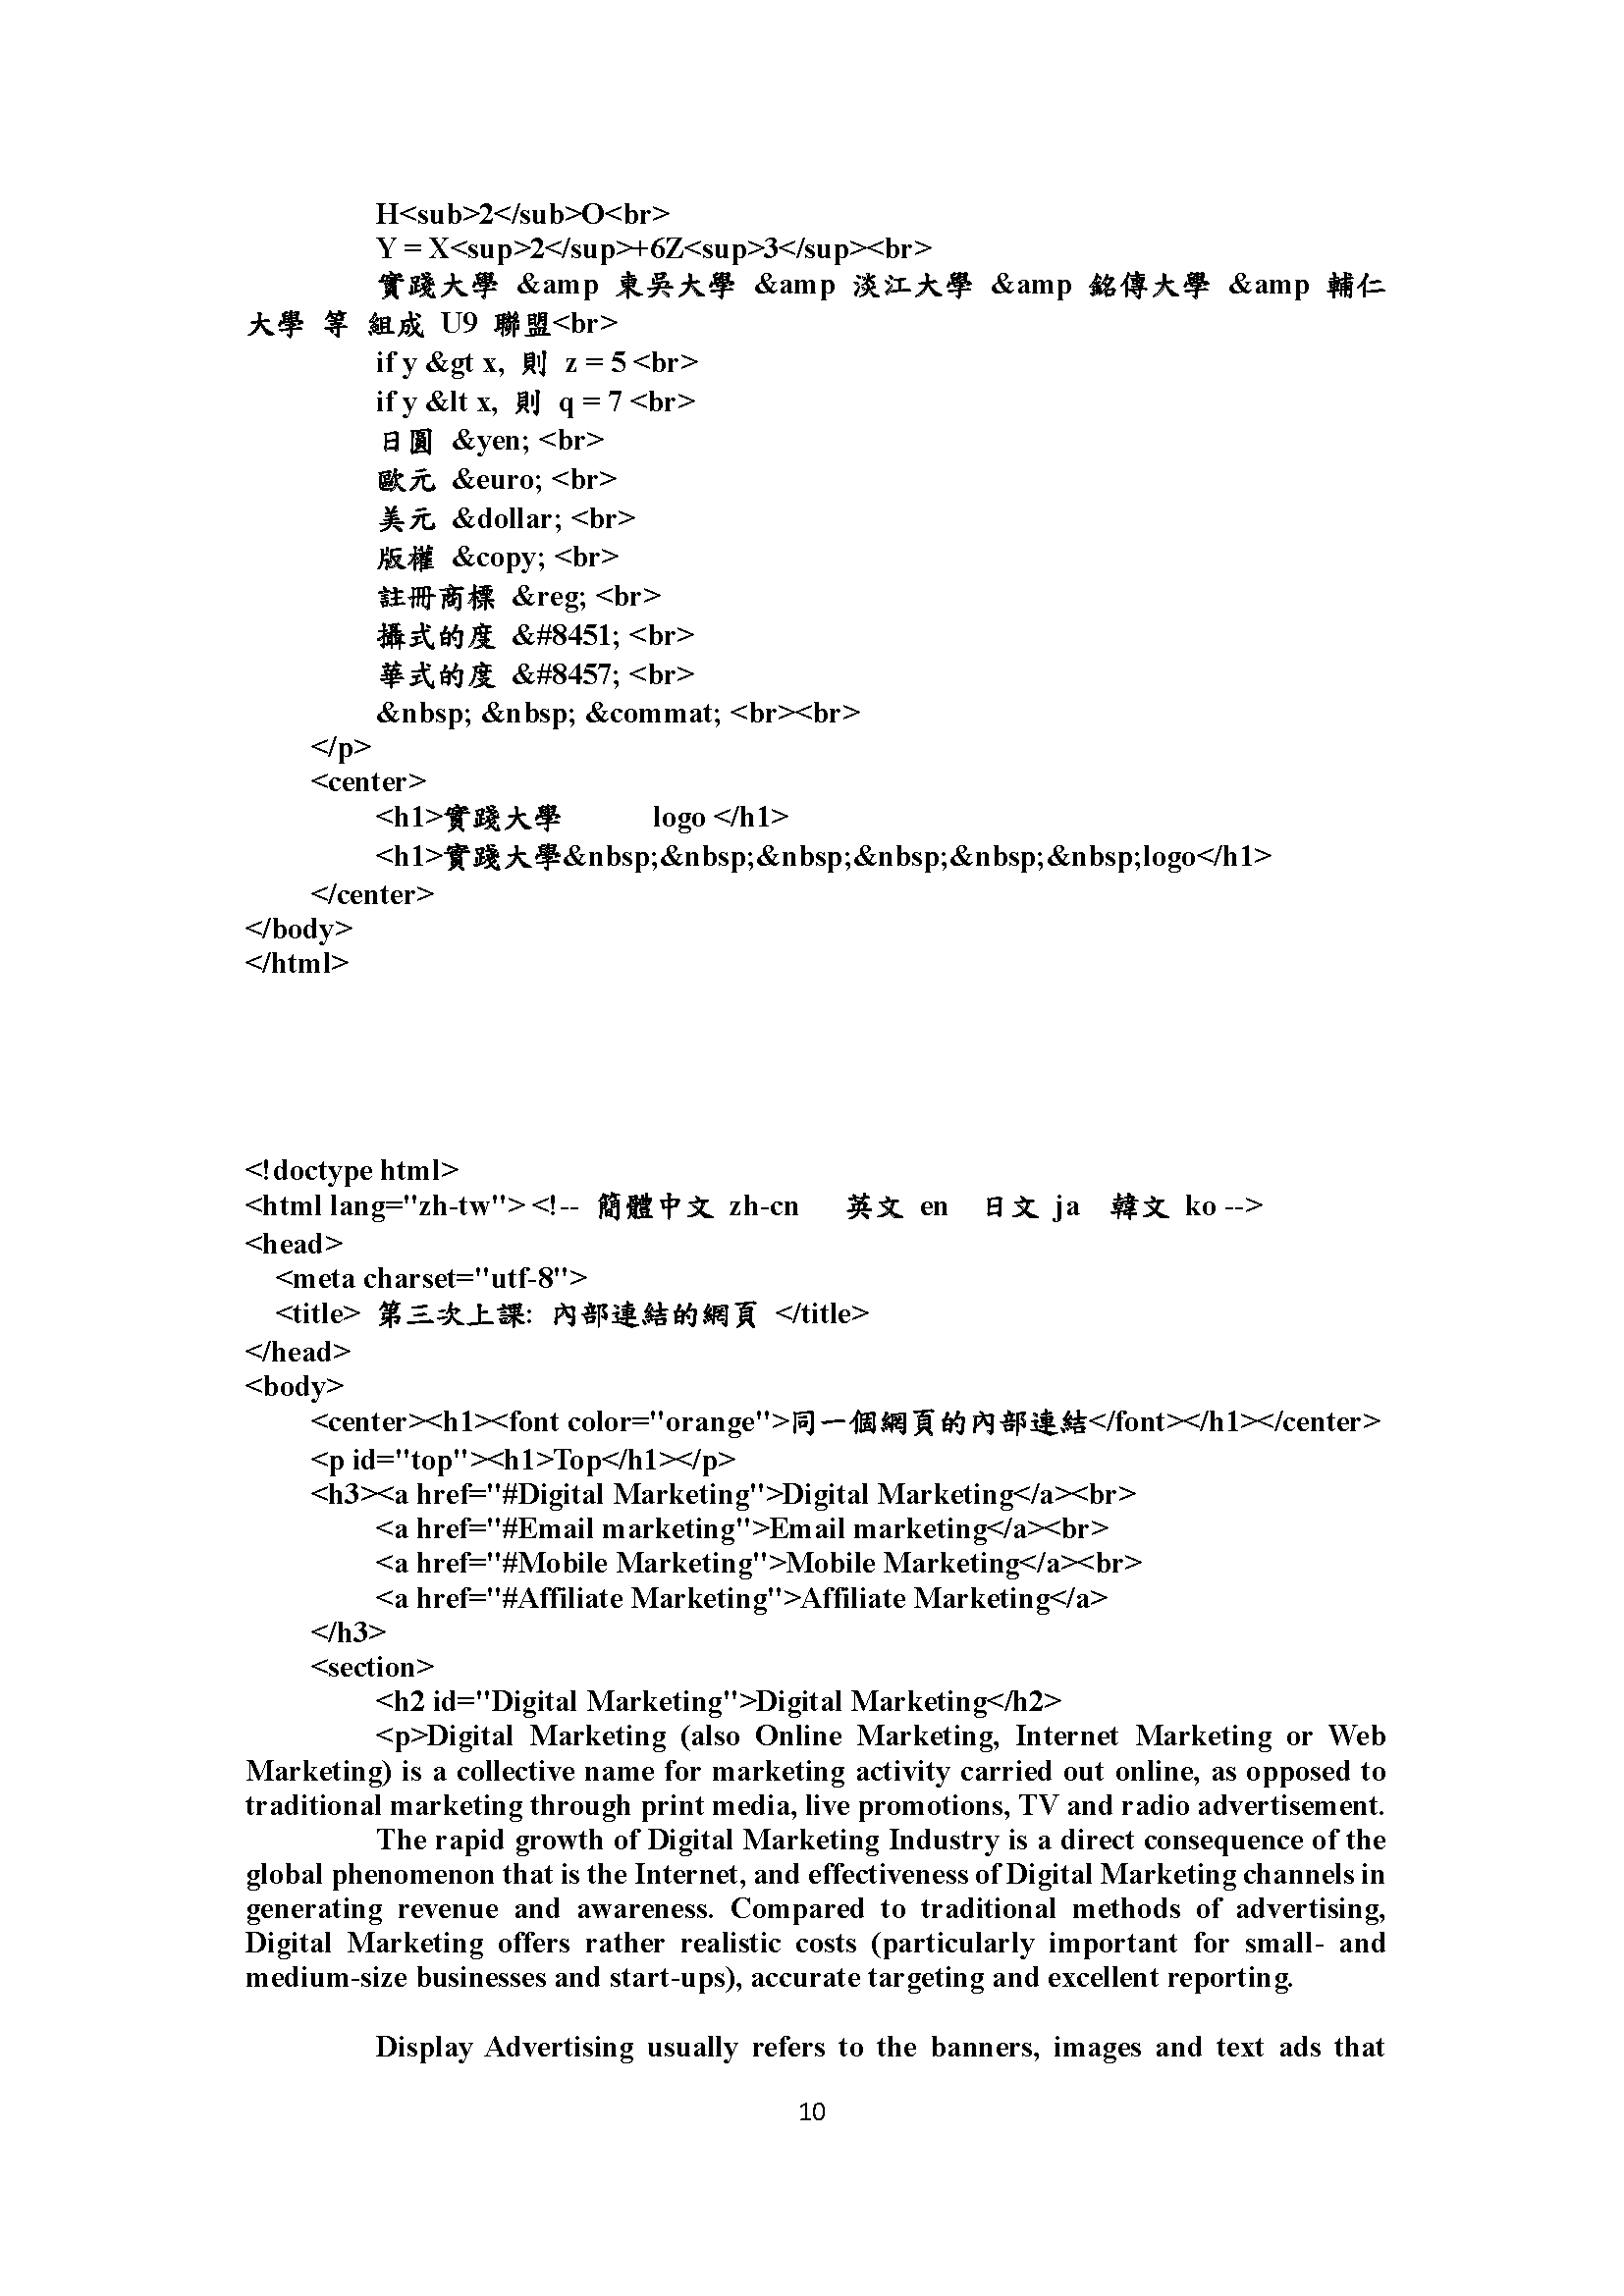 H<sub>2</sub>O<br>
Y = X<sup>2</sup>+6Z<sup>3</sup><br>
實踐大學 &amp 東吳大學 &amp 淡江大學 &amp 銘傳大學 &amp 輔仁
大學 等 組成 U9 聯盟<br>
if y &gt x, 則 z = 5 <br>
if y &lt x, 則 q = 7 <br>
日圓 &yen; <br>
歐元 &euro; <br>
美元 &dollar; <br>
版權 &copy; <br>
註冊商標 &reg; <br>
攝式的度 &#8451; <br>
華式的度 &#8457; <br>
&nbsp; &nbsp; &commat; <br><br>
</p>
<center>
<h1>實踐大學 logo </h1>
<h1>實踐大學&nbsp;&nbsp;&nbsp;&nbsp;&nbsp;&nbsp;logo</h1>
</center>
</body>
</html>
<!doctype html>
<html lang="zh-tw"> <!-- 簡體中文 zh-cn 英文 en 日文 ja 韓文 ko -->
<head>
<meta charset="utf-8">
<title> 第三次上課: 內部連結的網頁 </title>
</head>
<body>
<center><h1><font color="orange">同一個網頁的內部連結</font></h1></center>
<p id="top"><h1>Top</h1></p>
<h3><a href="#Digital Marketing">Digital Marketing</a><br>
<a href="#Email marketing">Email marketing</a><br>
<a href="#Mobile Marketing">Mobile Marketing</a><br>
<a href="#Affiliate Marketing">Affiliate Marketing</a>
</h3>
<section>
<h2 id="Digital Marketing">Digital Marketing</h2>
<p>Digital Marketing (also Online Marketing, Internet Marketing or Web
Marketing) is a collective name for marketing activity carried out online, as opposed to
traditional marketing through print media, live promotions, TV and radio advertisement.
The rapid growth of Digital Marketing Industry is a direct consequence of the
global phenomenon that is the Internet, and effectiveness of Digital Marketing channels in
generating revenue and awareness. Compared to traditional methods of advertising,
Digital Marketing offers rather realistic costs (particularly important for small- and
medium-size businesses and start-ups), accurate targeting and excellent reporting.
Display Advertising usually refers to the banners, images and text ads that
10